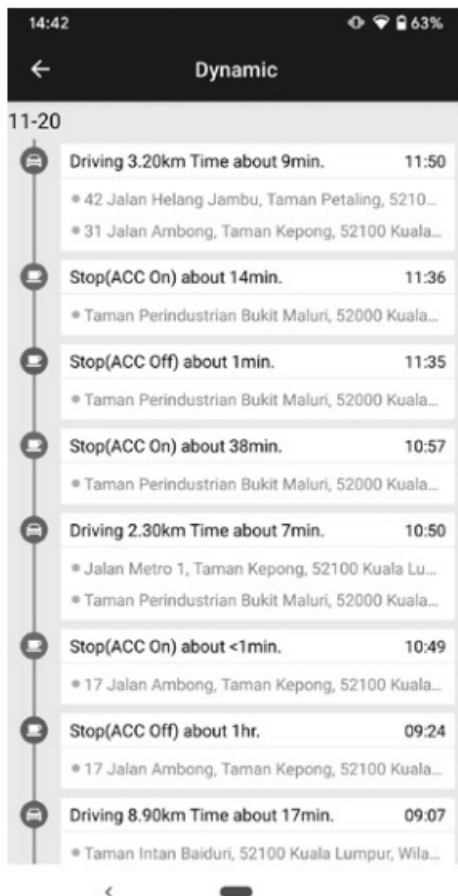 14:42 63%
Dynamic
11-20
Driving 3.20km Time about 9min. 11:50
42 Jalan Helang Jambu, Taman Petaling, 5210...
31 Jalan Ambong, Taman Kepong, 52100 Kuala...
Stop(ACC On) about 14min. 11:36
Taman Perindustrian Bukit Maluri, 52000 Kuala...
Stop(ACC Off) about 1min. 11:35
Taman Perindustrian Bukit Maluri, 52000 Kuala...
Stop(ACC On) about 38min. 10:57
Taman Perindustrian Bukit Maluri, 52000 Kuala...
Driving 2.30km Time about 7min. 10:50
Jalan Metro 1, Taman Kepong, 52100 Kuala Lu...
Taman Perindustrian Bukit Maluri, 52000 Kuala...
Stop(ACC On) about <1min. 10:49
17 Jalan Ambong, Taman Kepong, 52100 Kuala...
Stop(ACC Off) about 1hr. 09:24
17 Jalan Ambong, Taman Kepong, 52100 Kuala...
Driving 8.90km Time about 17min. 09:07
Taman Intan Baiduri, 52100 Kuala Lumpur, Wila...